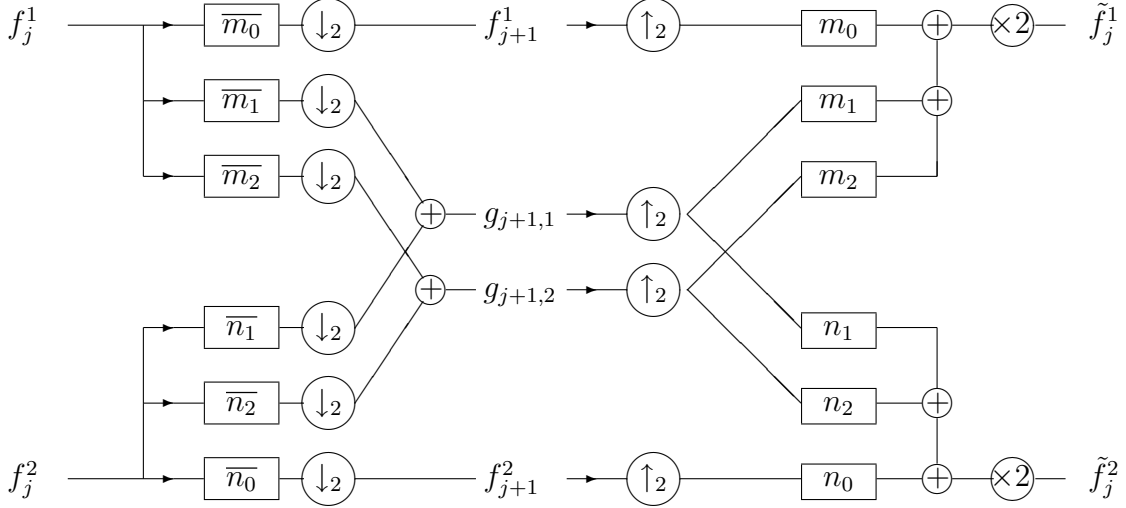 $f_j^1$ $\overline{m_0}$ ↓₂ $f_{j+1}^1$ ↑₂ $m_0$ + ×2 $\tilde{f}_j^1$
$\overline{m_1}$ ↓₂ $m_1$ +
$\overline{m_2}$ ↓₂ $m_2$
+ $g_{j+1,1}$ ↑₂
+ $g_{j+1,2}$ ↑₂
$\overline{n_1}$ ↓₂ $n_1$
$\overline{n_2}$ ↓₂ $n_2$ +
$f_j^2$ $\overline{n_0}$ ↓₂ $f_{j+1}^2$ ↑₂ $n_0$ + ×2 $\tilde{f}_j^2$